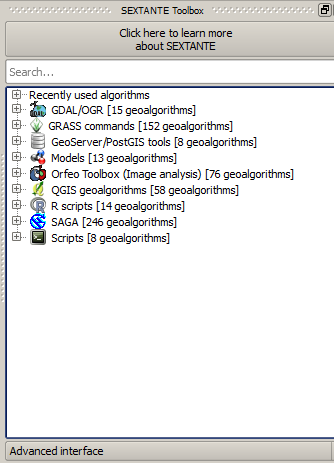 SEXTANTE Toolbox
Click here to learn more
about SEXTANTE
Search...
Recently used algorithms
GDAL/OGR [15 geoalgorithms]
GRASS commands [152 geoalgorithms]
GeoServer/PostGIS tools [8 geoalgorithms]
Models [13 geoalgorithms]
Orfeo Toolbox (Image analysis) [76 geoalgorithms]
QGIS geoalgorithms [58 geoalgorithms]
R scripts [14 geoalgorithms]
SAGA [246 geoalgorithms]
Scripts [8 geoalgorithms]
Advanced interface